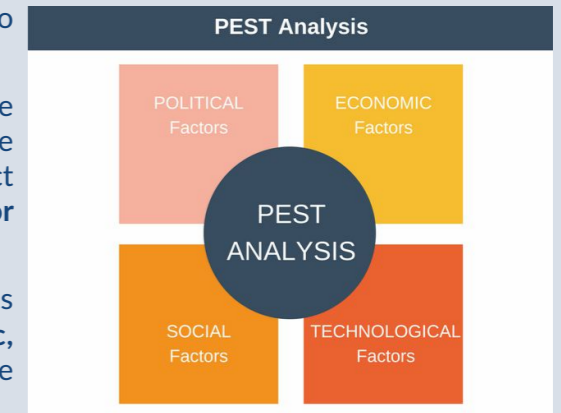 PEST Analysis
POLITICAL
Factors
ECONOMIC
Factors
PEST
ANALYSIS
SOCIAL
Factors
TECHNOLOGICAL
Factors